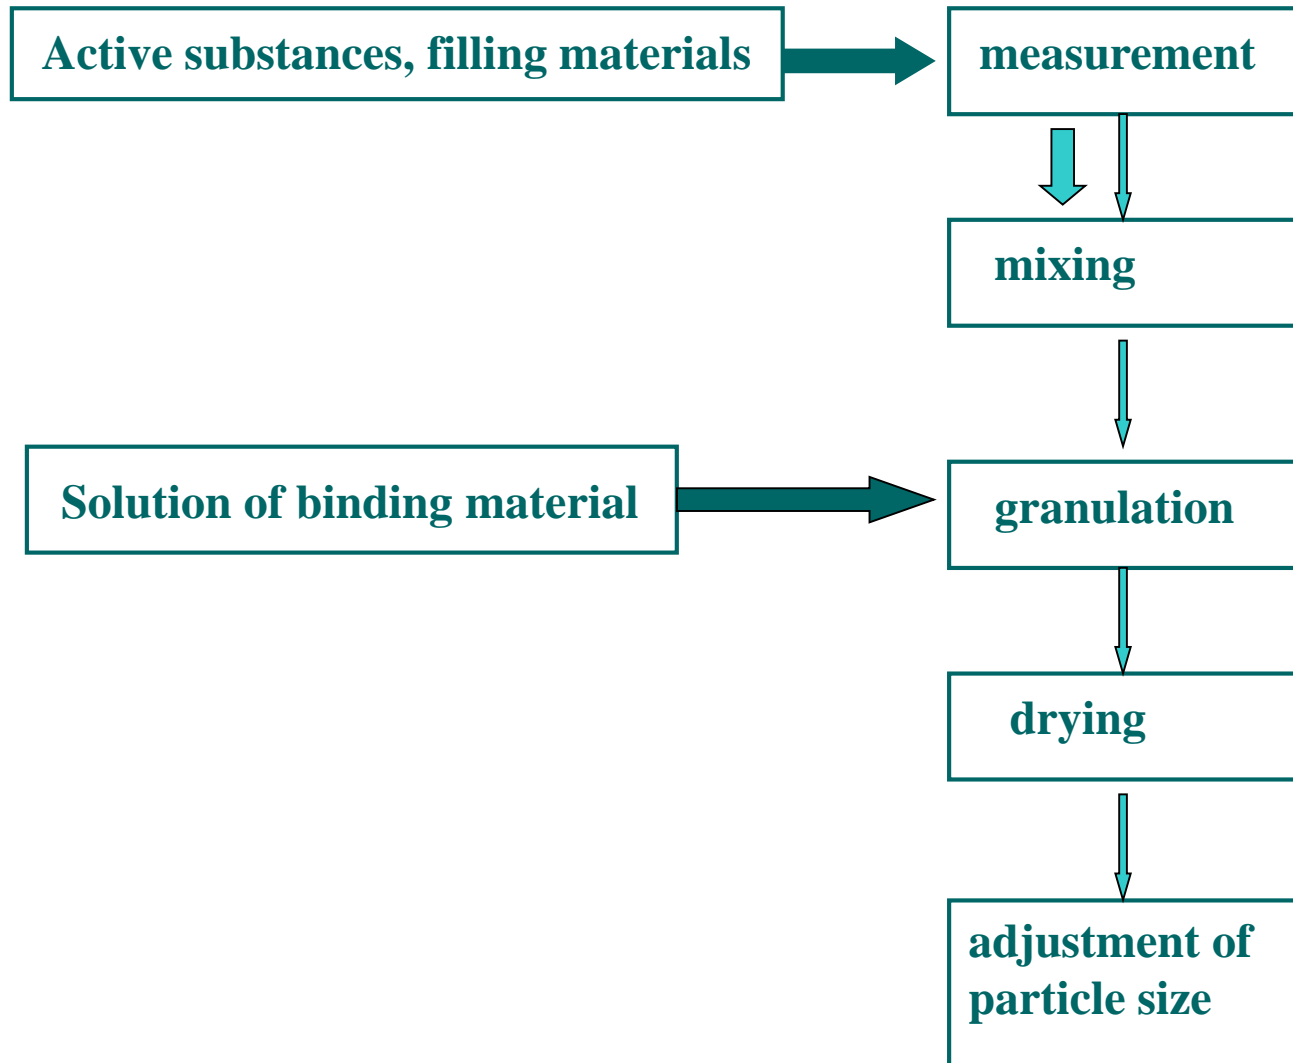 Active substances, filling materials
measurement
mixing
Solution of binding material
granulation
drying
adjustment of
particle size